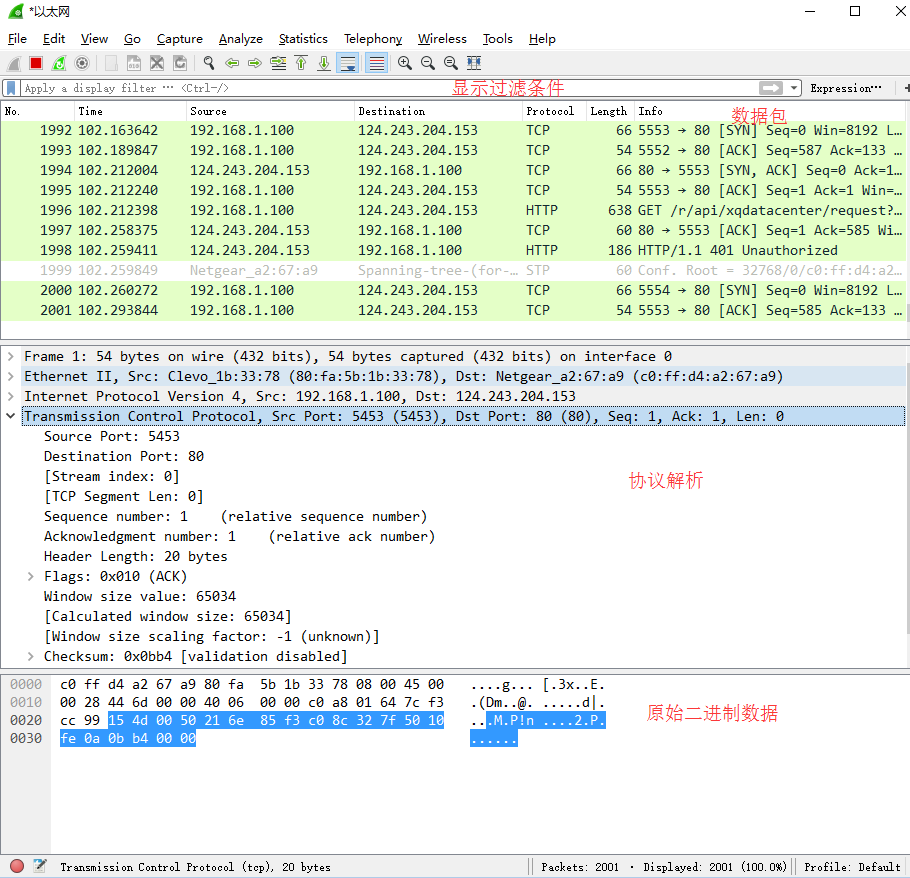 *以太网
File Edit View Go Capture Analyze Statistics Telephony Wireless Tools Help
Apply a display filter ··· <Ctrl-/> 显示过滤条件 Expression···
No. Time Source Destination Protocol Length Info
数据包
1992 102.163642 192.168.1.100 124.243.204.153 TCP 66 5553 → 80 [SYN] Seq=0 Win=8192 L…
1993 102.189847 192.168.1.100 124.243.204.153 TCP 54 5552 → 80 [ACK] Seq=587 Ack=133 …
1994 102.212004 124.243.204.153 192.168.1.100 TCP 66 80 → 5553 [SYN, ACK] Seq=0 Ack=1…
1995 102.212240 192.168.1.100 124.243.204.153 TCP 54 5553 → 80 [ACK] Seq=1 Ack=1 Win=…
1996 102.212398 192.168.1.100 124.243.204.153 HTTP 638 GET /r/api/xqdatacenter/request?…
1997 102.258375 124.243.204.153 192.168.1.100 TCP 60 80 → 5553 [ACK] Seq=1 Ack=585 Wi…
1998 102.259411 124.243.204.153 192.168.1.100 HTTP 186 HTTP/1.1 401 Unauthorized
1999 102.259849 Netgear_a2:67:a9 Spanning-tree-(for-… STP 60 Conf. Root = 32768/0/c0:ff:d4:a2…
2000 102.260272 192.168.1.100 124.243.204.153 TCP 66 5554 → 80 [SYN] Seq=0 Win=8192 L…
2001 102.293844 192.168.1.100 124.243.204.153 TCP 54 5553 → 80 [ACK] Seq=585 Ack=133 …
Frame 1: 54 bytes on wire (432 bits), 54 bytes captured (432 bits) on interface 0
Ethernet II, Src: Clevo_1b:33:78 (80:fa:5b:1b:33:78), Dst: Netgear_a2:67:a9 (c0:ff:d4:a2:67:a9)
Internet Protocol Version 4, Src: 192.168.1.100, Dst: 124.243.204.153
Transmission Control Protocol, Src Port: 5453 (5453), Dst Port: 80 (80), Seq: 1, Ack: 1, Len: 0
Source Port: 5453
Destination Port: 80
[Stream index: 0]
协议解析
[TCP Segment Len: 0]
Sequence number: 1 (relative sequence number)
Acknowledgment number: 1 (relative ack number)
Header Length: 20 bytes
Flags: 0x010 (ACK)
Window size value: 65034
[Calculated window size: 65034]
[Window size scaling factor: -1 (unknown)]
Checksum: 0x0bb4 [validation disabled]
0000 c0 ff d4 a2 67 a9 80 fa 5b 1b 33 78 08 00 45 00 ....g... [.3x..E.
0010 00 28 44 6d 00 00 40 06 00 00 c0 a8 01 64 7c f3 .(Dm..@. .....d|.
0020 cc 99 15 4d 00 50 21 6e 85 f3 c0 8c 32 7f 50 10 ...M.P!n ....2.P.
0030 fe 0a 0b b4 00 00 ......
原始二进制数据
Transmission Control Protocol (tcp), 20 bytes Packets: 2001 · Displayed: 2001 (100.0%) Profile: Default